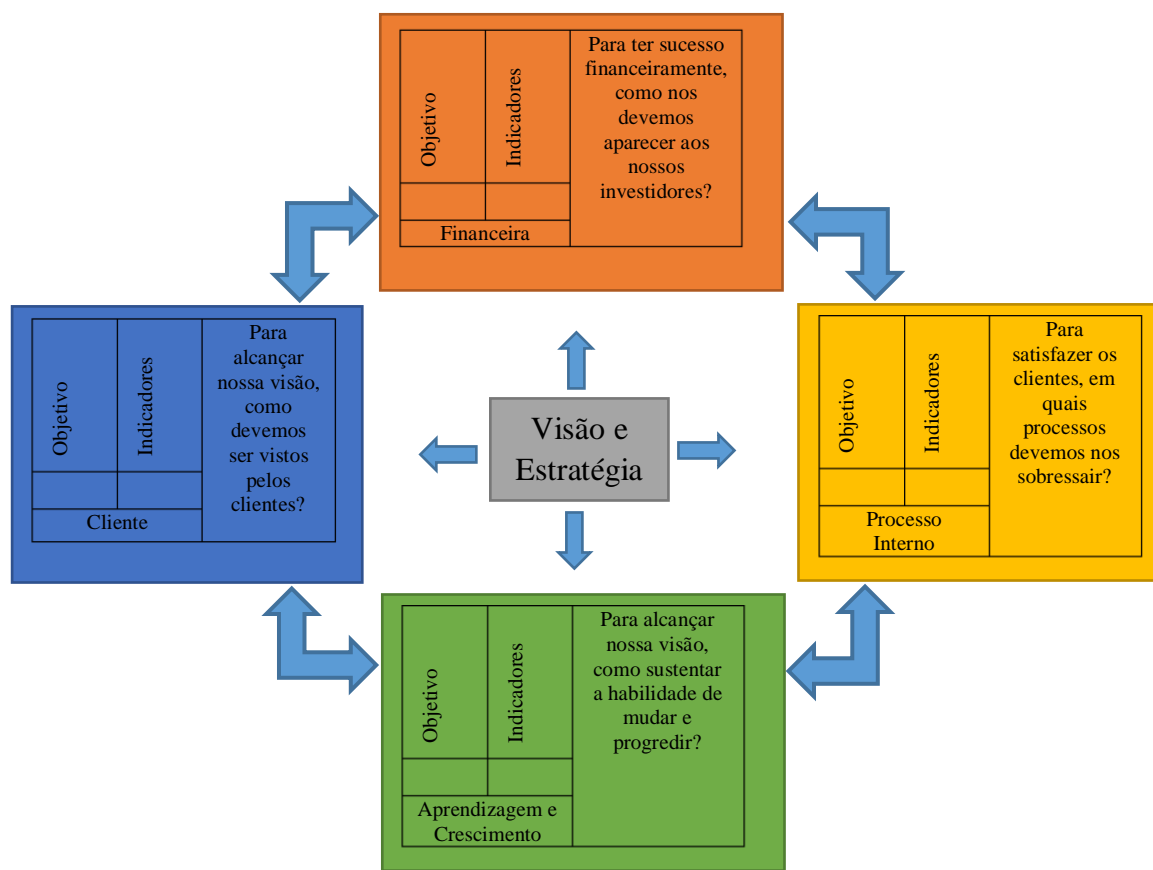 Objetivo
Indicadores
Para ter sucesso
financeiramente,
como nos
devemos
aparecer aos
nossos
investidores?
Financeira
Objetivo
Indicadores
Para
alcançar
nossa visão,
como
devemos
ser vistos
pelos
clientes?
Cliente
Visão e
Estratégia
Objetivo
Indicadores
Para
satisfazer os
clientes, em
quais
processos
devemos nos
sobressair?
Processo
Interno
Objetivo
Indicadores
Para alcançar
nossa visão,
como sustentar
a habilidade de
mudar e
progredir?
Aprendizagem e
Crescimento